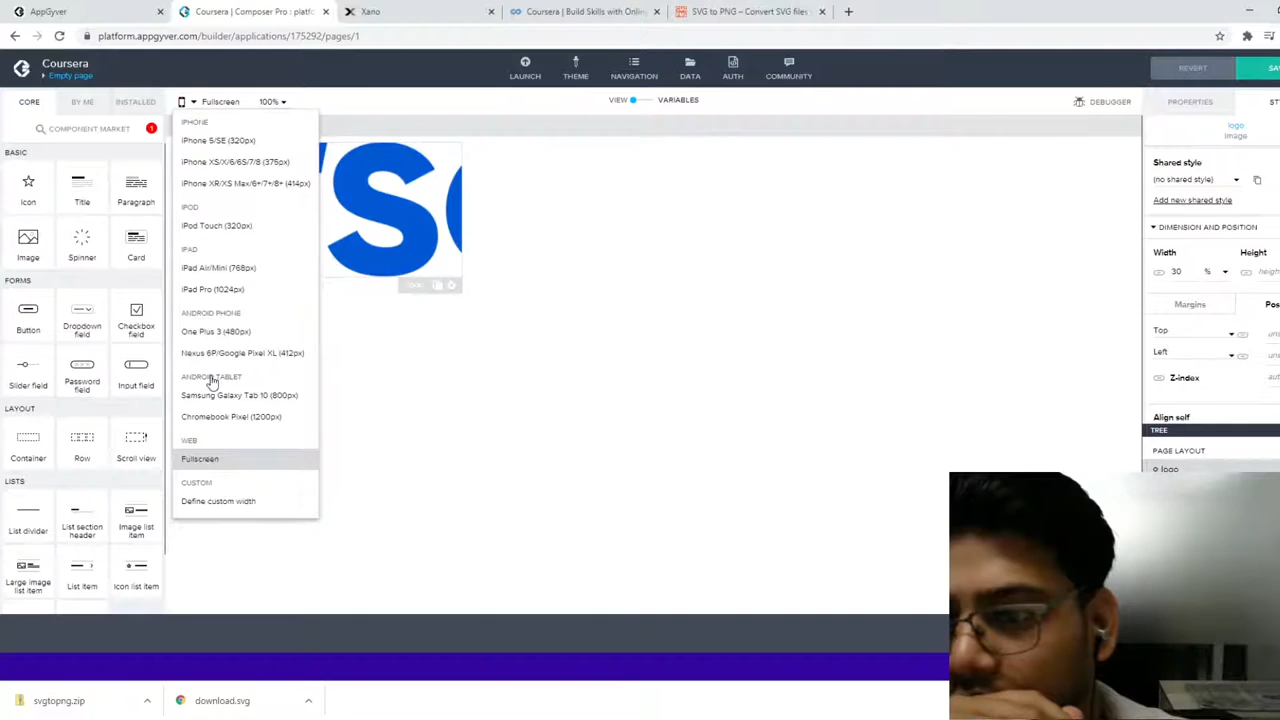 AppGyver
Coursera | Composer Pro : platf
Xano
Coursera | Build Skills with Onlin
SVG to PNG – Convert SVG files
platform.appgyver.com/builder/applications/175292/pages/1
Coursera
Empty page
LAUNCH
THEME
NAVIGATION
DATA
AUTH
COMMUNITY
REVERT
SA
CORE
BY ME
INSTALLED
Fullscreen
100%
VIEW
VARIABLES
DEBUGGER
PROPERTIES
ST
COMPONENT MARKET
1
BASIC
Icon
Title
Paragraph
Image
Spinner
Card
FORMS
Button
Dropdown field
Checkbox field
Slider field
Password field
Input field
LAYOUT
Container
Row
Scroll view
LISTS
List divider
List section header
Image list item
Large image list item
List item
Icon list item
IPHONE
iPhone 5/SE (320px)
iPhone XS/X/6/6S/7/8 (375px)
iPhone XR/XS Max/6+/7+/8+ (414px)
IPOD
iPod Touch (320px)
IPAD
iPad Air/Mini (768px)
iPad Pro (1024px)
ANDROID PHONE
One Plus 3 (480px)
Nexus 6P/Google Pixel XL (412px)
ANDROID TABLET
Samsung Galaxy Tab 10 (800px)
Chromebook Pixel (1200px)
WEB
Fullscreen
CUSTOM
Define custom width
logo
image
Shared style
(no shared style)
Add new shared style
DIMENSION AND POSITION
Width
Height
30
%
Margins
Pos
Top
Left
Z-index
Align self
TREE
PAGE LAYOUT
logo
svgtopng.zip
download.svg